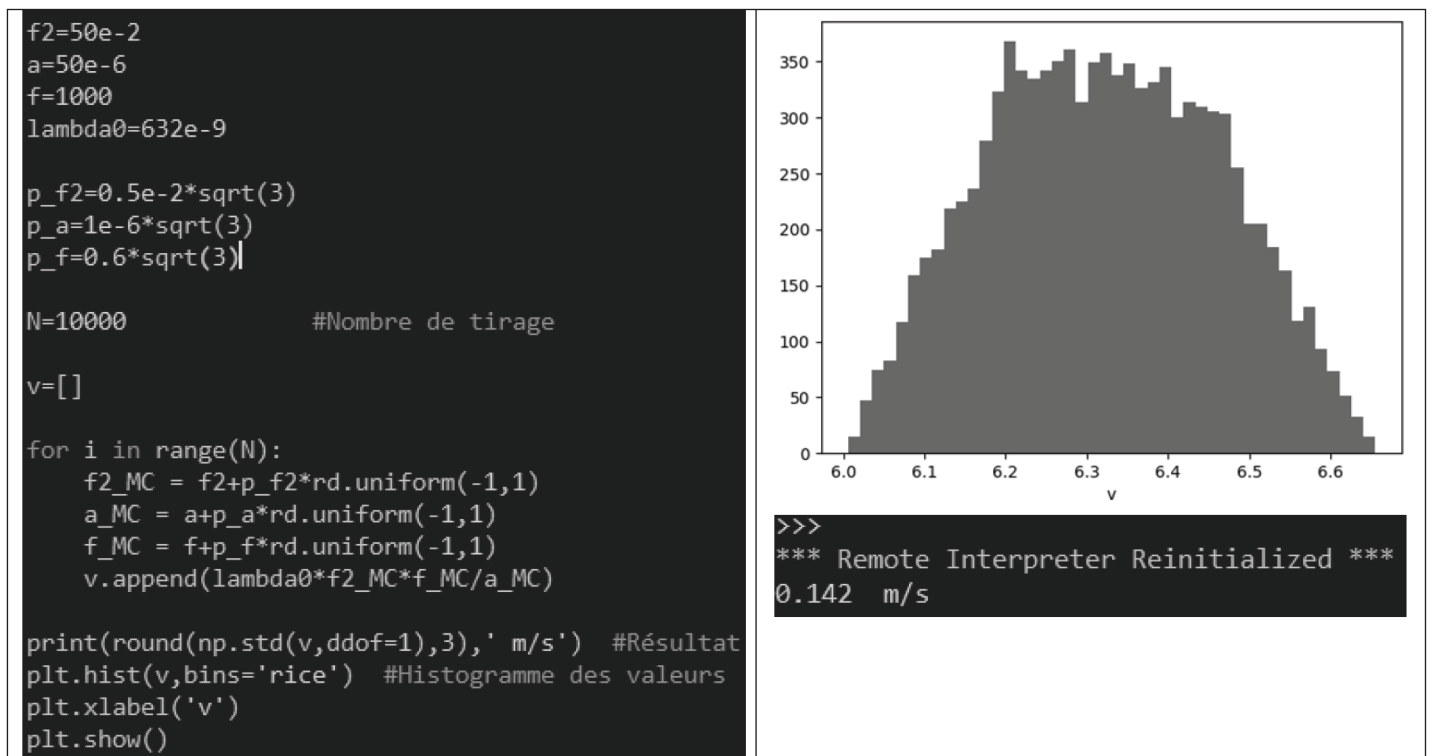 f2=50e-2
a=50e-6
f=1000
lambda0=632e-9
p_f2=0.5e-2*sqrt(3)
p_a=1e-6*sqrt(3)
p_f=0.6*sqrt(3)
N=10000 #Nombre de tirage
v=[]
for i in range(N):
    f2_MC = f2+p_f2*rd.uniform(-1,1)
    a_MC = a+p_a*rd.uniform(-1,1)
    f_MC = f+p_f*rd.uniform(-1,1)
    v.append(lambda0*f2_MC*f_MC/a_MC)
print(round(np.std(v,ddof=1),3),' m/s') #Résultat
plt.hist(v,bins='rice') #Histogramme des valeurs
plt.xlabel('v')
plt.show()
350
300
250
200
150
100
50
0
6.0 6.1 6.2 6.3 6.4 6.5 6.6
v
>>>
*** Remote Interpreter Reinitialized ***
0.142 m/s